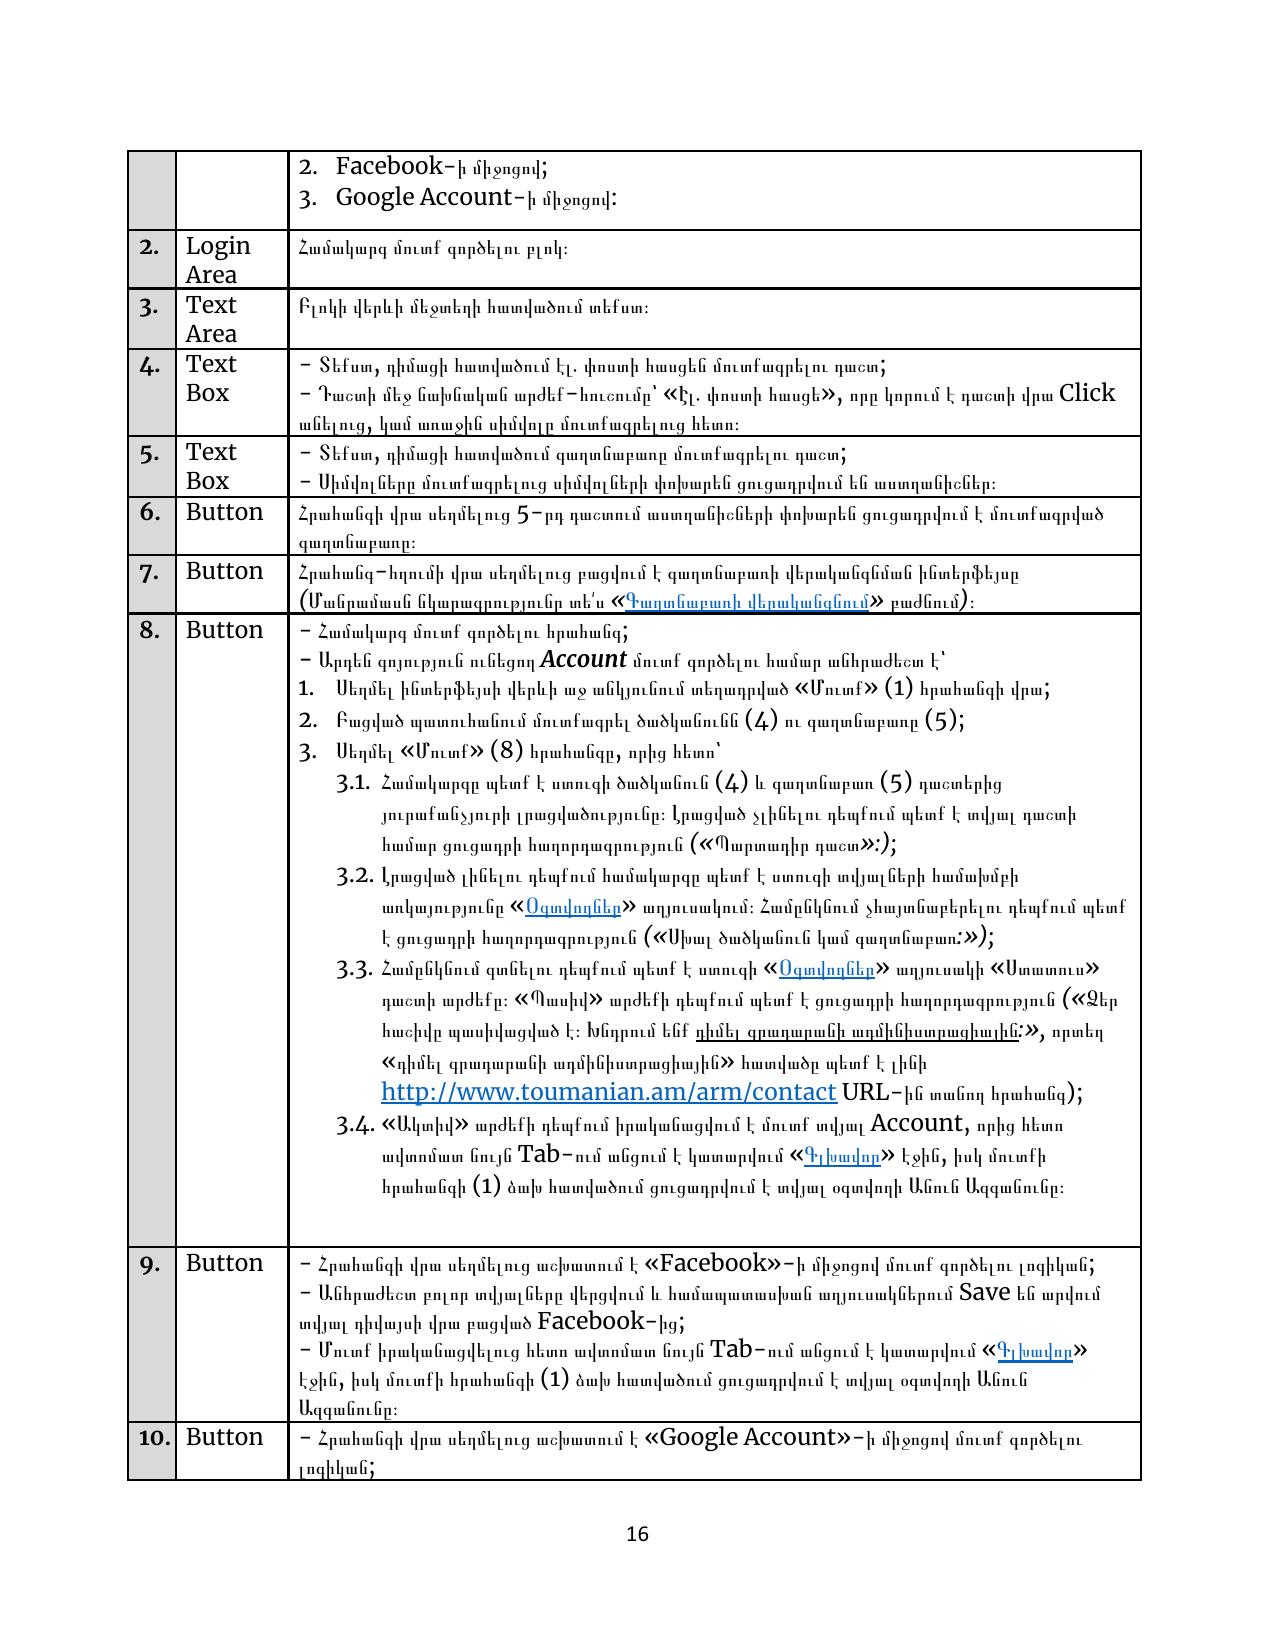 2. Facebook-ի միջոցով;
3. Google Account-ի միջոցով:
2. Login Area Համակարգ մուտք գործելու բլոկ։
3. Text Area Բլոկի վերևի մեջտեղի հատվածում տեքստ։
4. Text Box – Տեքստ, դիմացի հատվածում էլ. փոստի հասցեն մուտքագրելու դաշտ;
– Դաշտի մեջ նախնական արժեք-հուշումը՝ «Էլ. փոստի հասցե», որը կորում է դաշտի վրա Click
անելուց, կամ առաջին սիմվոլը մուտքագրելուց հետո։
5. Text Box – Տեքստ, դիմացի հատվածում գաղտնաբառը մուտքագրելու դաշտ;
– Սիմվոլները մուտքագրելուց սիմվոլների փոխարեն ցուցադրվում են աստղանիշներ։
6. Button Հրահանգի վրա սեղմելուց 5-րդ դաշտում աստղանիշների փոխարեն ցուցադրվում է մուտքագրված
գաղտնաբառը։
7. Button Հրահանգ-հղումի վրա սեղմելուց բացվում է գաղտնաբառի վերականգնման ինտերֆեյսը
(Մանրամասն նկարագրությունը տե՛ս «Գաղտնաբառի վերականգնում» բաժնում)։
8. Button – Համակարգ մուտք գործելու հրահանգ;
– Արդեն գոյություն ունեցող Account մուտք գործելու համար անհրաժեշտ է՝
1. Սեղմել ինտերֆեյսի վերևի աջ անկյունում տեղադրված «Մուտք» (1) հրահանգի վրա;
2. Բացված պատուհանում մուտքագրել ծածկանունն (4) ու գաղտնաբառը (5);
3. Սեղմել «Մուտք» (8) հրահանգը, որից հետո՝
3.1. Համակարգը պետք է ստուգի ծածկանուն (4) և գաղտնաբառ (5) դաշտերից
յուրաքանչյուրի լրացվածությունը։ Լրացված չլինելու դեպքում պետք է տվյալ դաշտի
համար ցուցադրի հաղորդագրություն («Պարտադիր դաշտ»:);
3.2. Լրացված լինելու դեպքում համակարգը պետք է ստուգի տվյալների համախմբի
առկայությունը «Օգտվողներ» աղյուսակում։ Համընկնում չհայտնաբերելու դեպքում պետք
է ցուցադրի հաղորդագրություն («Սխալ ծածկանուն կամ գաղտնաբառ:»);
3.3. Համընկնում գտնելու դեպքում պետք է ստուգի «Օգտվողներ» աղյուսակի «Ստատուս»
դաշտի արժեքը։ «Պասիվ» արժեքի դեպքում պետք է ցուցադրի հաղորդագրություն («Ձեր
հաշիվը պասիվացված է։ Խնդրում ենք դիմել գրադարանի ադմինիստրացիային:», որտեղ
«դիմել գրադարանի ադմինիստրացիային» հատվածը պետք է լինի
http://www.toumanian.am/arm/contact URL-ին տանող հրահանգ);
3.4. «Ակտիվ» արժեքի դեպքում իրականացվում է մուտք տվյալ Account, որից հետո
ավտոմատ նույն Tab-ում անցում է կատարվում «Գլխավոր» էջին, իսկ մուտքի
հրահանգի (1) ձախ հատվածում ցուցադրվում է տվյալ օգտվողի Անուն Ազգանունը։
9. Button – Հրահանգի վրա սեղմելուց աշխատում է «Facebook»-ի միջոցով մուտք գործելու լոգիկան;
– Անհրաժեշտ բոլոր տվյալները վերցվում և համապատասխան աղյուսակներում Save են արվում
տվյալ դիվայսի վրա բացված Facebook-ից;
– Մուտք իրականացվելուց հետո ավտոմատ նույն Tab-ում անցում է կատարվում «Գլխավոր»
էջին, իսկ մուտքի հրահանգի (1) ձախ հատվածում ցուցադրվում է տվյալ օգտվողի Անուն
Ազգանունը։
10. Button – Հրահանգի վրա սեղմելուց աշխատում է «Google Account»-ի միջոցով մուտք գործելու
լոգիկան;
16